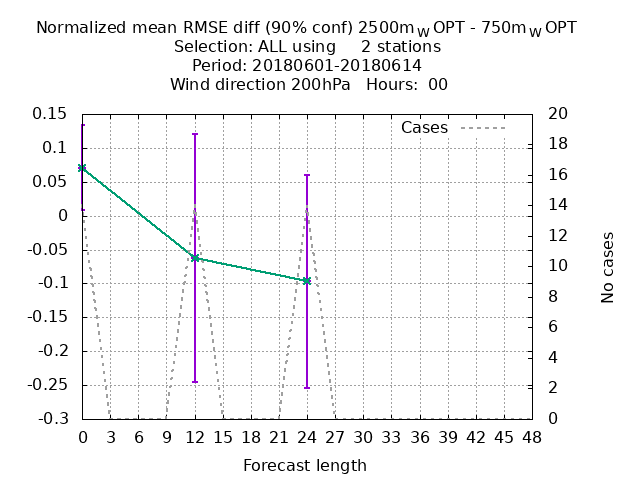 Normalized mean RMSE diff (90% conf) 2500m_W OPT - 750m_W OPT
Selection: ALL using 2 stations
Period: 20180601-20180614
Wind direction 200hPa Hours: 00
Cases
0.15
0.1
0.05
0
-0.05
-0.1
-0.15
-0.2
-0.25
-0.3
20
18
16
14
12
10
8
6
4
2
0
No cases
0 3 6 9 12 15 18 21 24 27 30 33 36 39 42 45 48
Forecast length